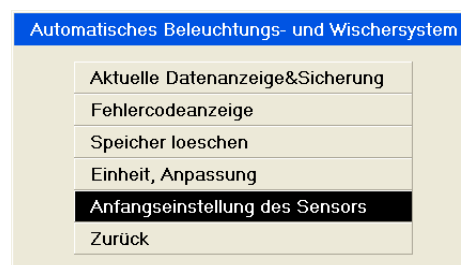 Automatisches Beleuchtungs- und Wischersystem
Aktuelle Datenanzeige&Sicherung
Fehlercodeanzeige
Speicher loeschen
Einheit, Anpassung
Anfangseinstellung des Sensors
Zurück